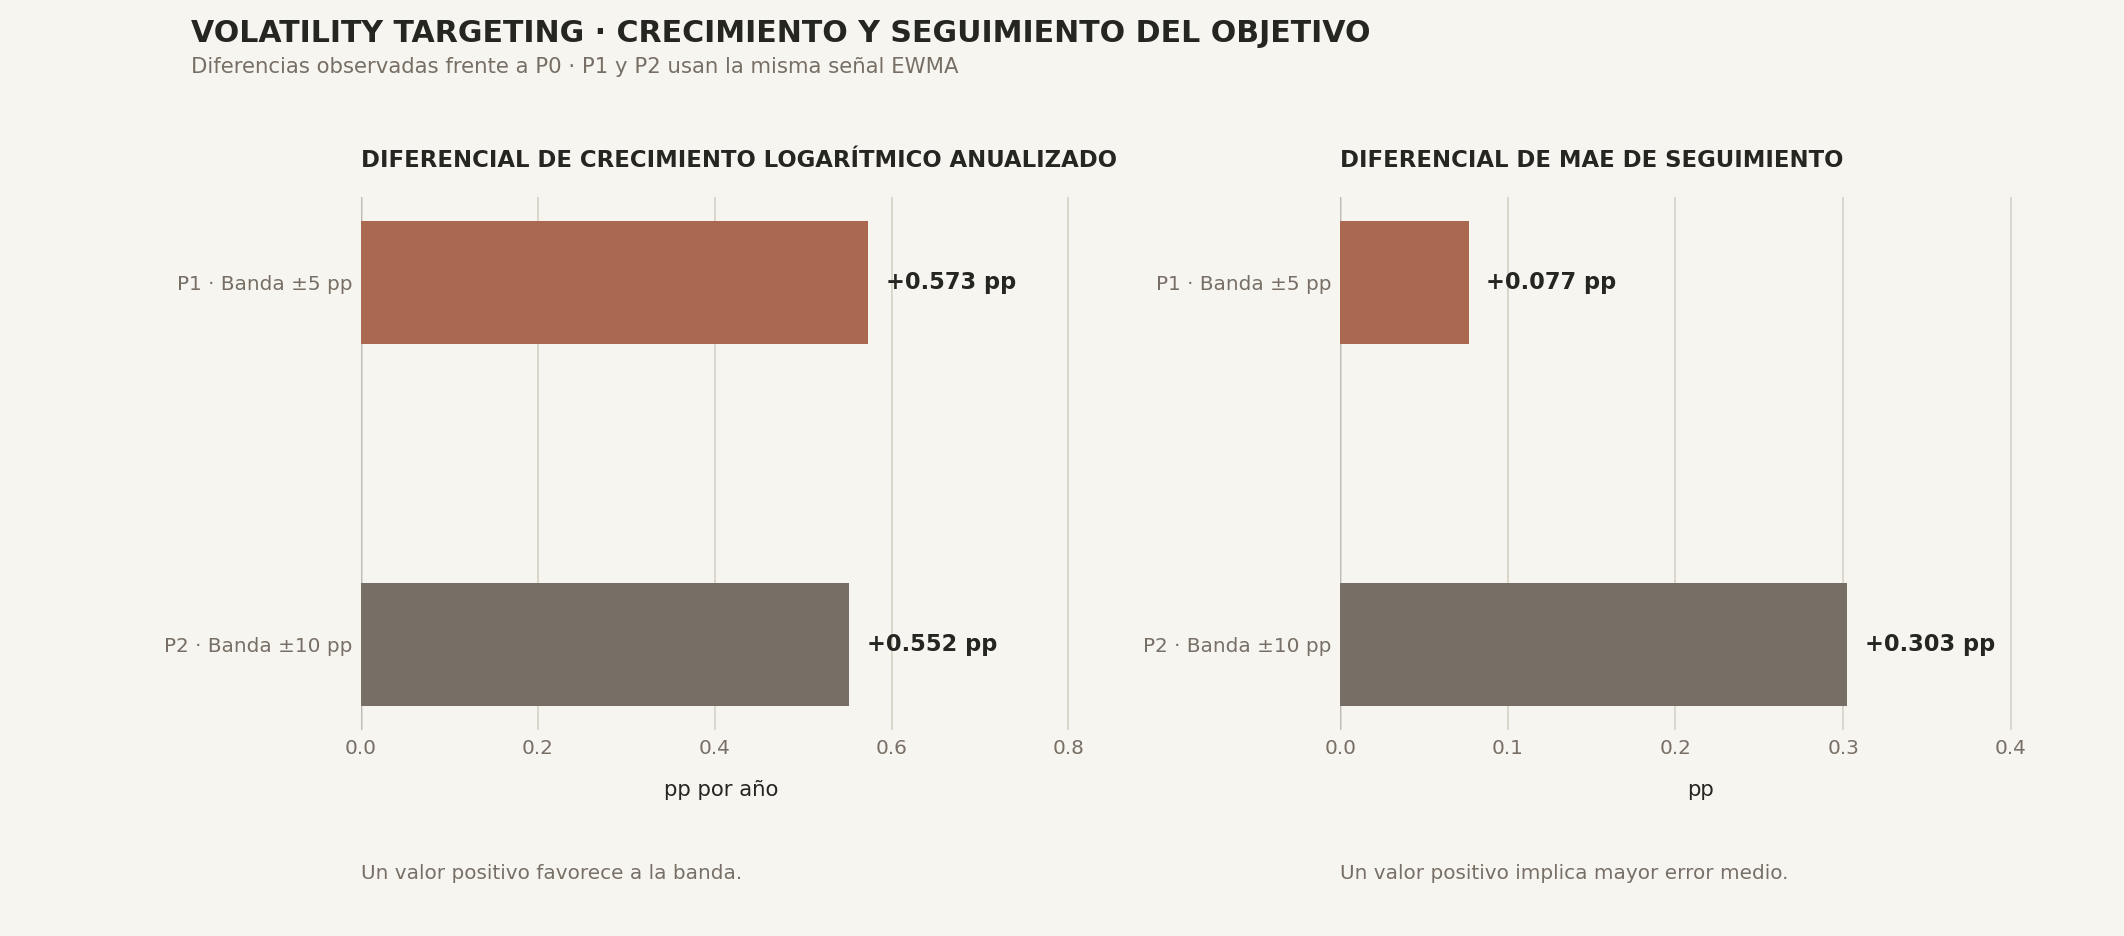 VOLATILITY TARGETING · CRECIMIENTO Y SEGUIMIENTO DEL OBJETIVO
Diferencias observadas frente a P0 · P1 y P2 usan la misma señal EWMA
DIFERENCIAL DE CRECIMIENTO LOGARÍTMICO ANUALIZADO
P1 · Banda ±5 pp
+0.573 pp
P2 · Banda ±10 pp
+0.552 pp
0.0 0.2 0.4 0.6 0.8
pp por año
Un valor positivo favorece a la banda.
DIFERENCIAL DE MAE DE SEGUIMIENTO
P1 · Banda ±5 pp
+0.077 pp
P2 · Banda ±10 pp
+0.303 pp
0.0 0.1 0.2 0.3 0.4
pp
Un valor positivo implica mayor error medio.